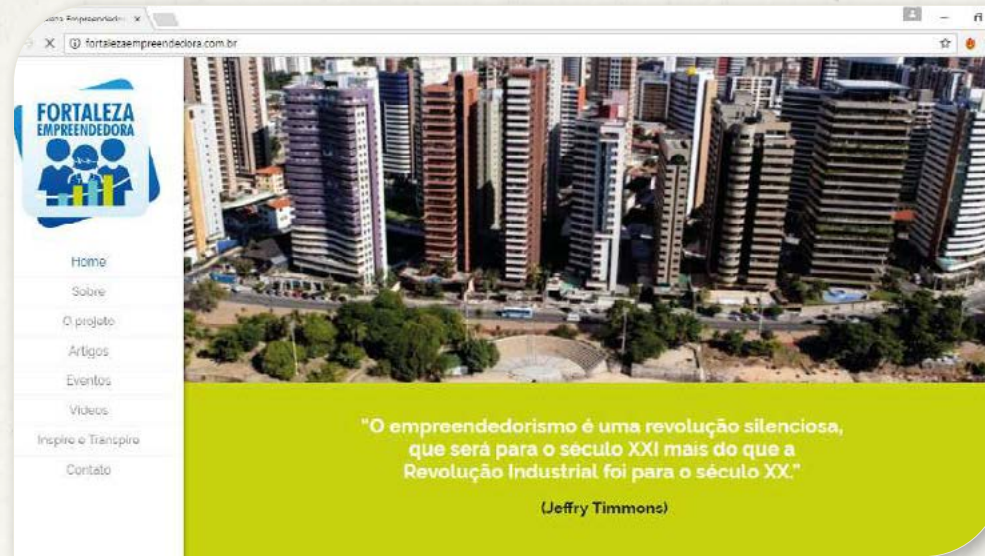 Empreendedor
fortalezaempreendedora.com.br
FORTALEZA
EMPREENDEDORA
Home
Sobre
O projeto
Artigos
Eventos
Vídeos
Inspire e Transpire
Contato
"O empreendedorismo é uma revolução silenciosa,
que será para o século XXI mais do que a
Revolução Industrial foi para o século XX."
(Jeffry Timmons)